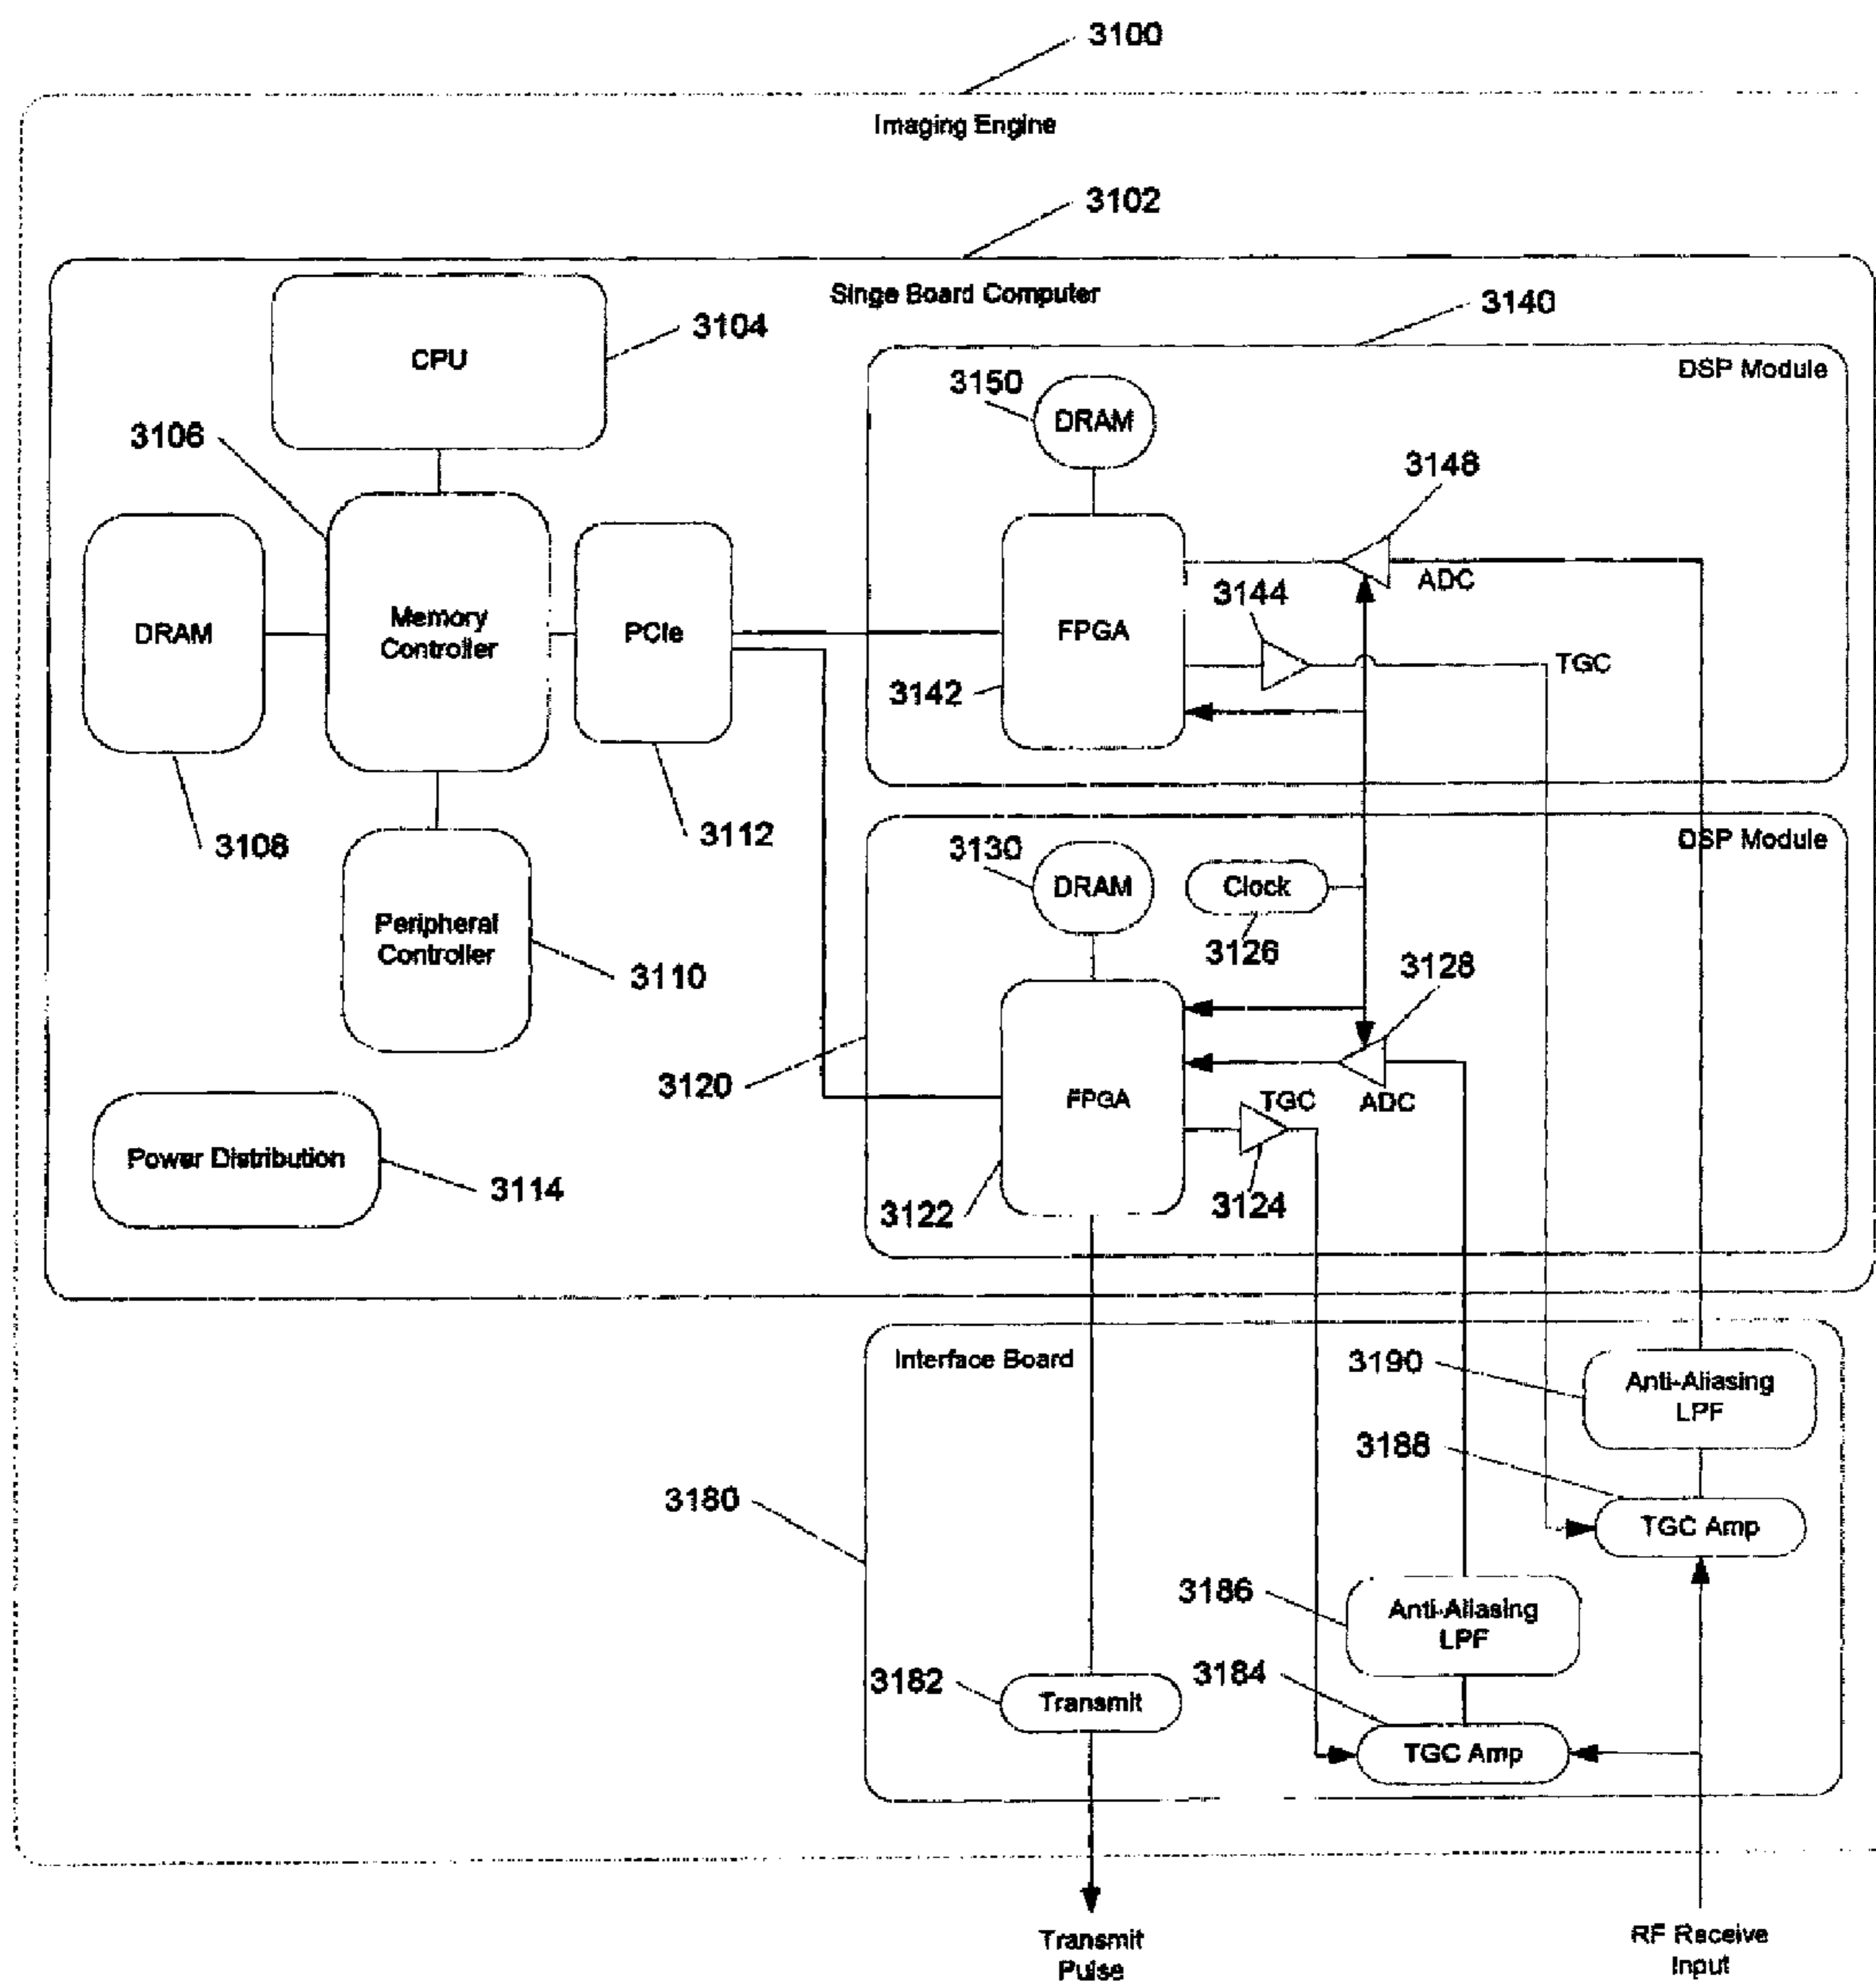 3100
Imaging Engine
3102
Singe Board Computer
3140
CPU
3104
DSP Module
3150
DRAM
3106
3148
ADC
3144
DRAM
Memory
Controller
PCIe
FPGA
TGC
3142
3108
3112
3130
DRAM
Clock
DSP Module
3126
Peripheral
Controller
3110
3128
3120
FPGA
TGC
ADC
Power Distribution
3114
3122
3124
Interface Board
3190
Anti-Aliasing
LPF
3188
3180
TGC Amp
3186
Anti-Aliasing
LPF
3182
Transmit
3184
TGC Amp
Transmit
Pulse
RF Receive
Input